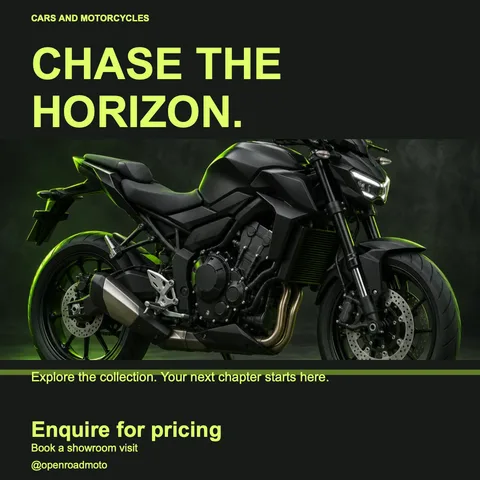 CARS AND MOTORCYCLES
CHASE THE
HORIZON.
Explore the collection. Your next chapter starts here.
Enquire for pricing
Book a showroom visit
@openroadmoto